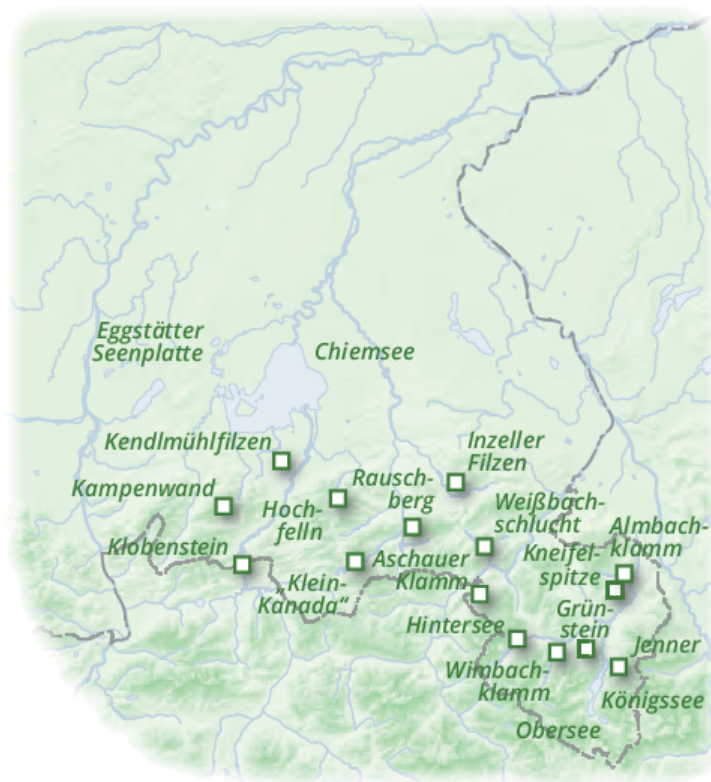 Eggstätter
Seenplatte
Chiemsee
Kendlmühlfilzen
Inzeller
Filzen
Kampenwand
Rausch-
berg
Hoch-
felln
Weißbach-
schlucht
Almbach-
klamm
Klobenstein
Kneifel-
spitze
Aschauer
Klamm
„Klein-
Kanada“
Grün-
stein
Hintersee
Jenner
Wimbach-
klamm
Königssee
Obersee